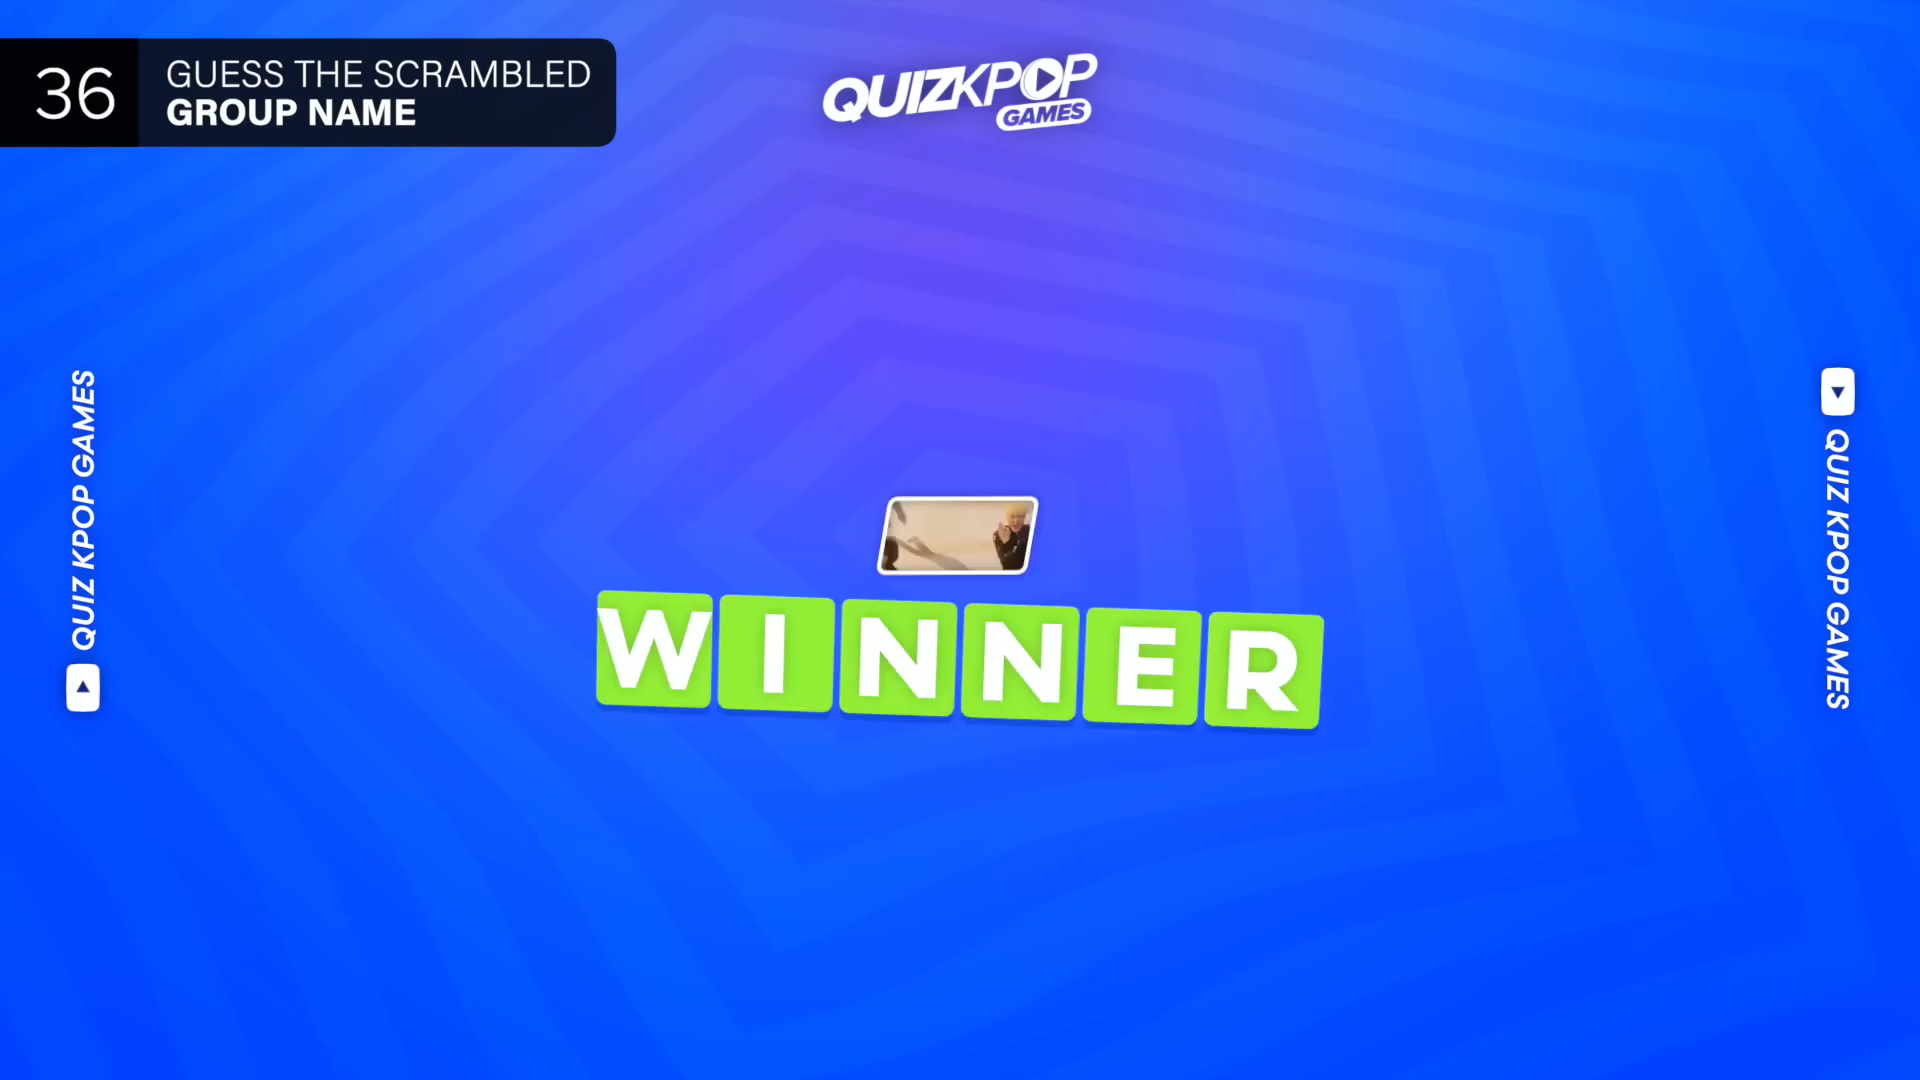 36
GUESS THE SCRAMBLED
GROUP NAME
QUIZKPOP
GAMES
QUIZ KPOP GAMES
QUIZ KPOP GAMES
WINNER